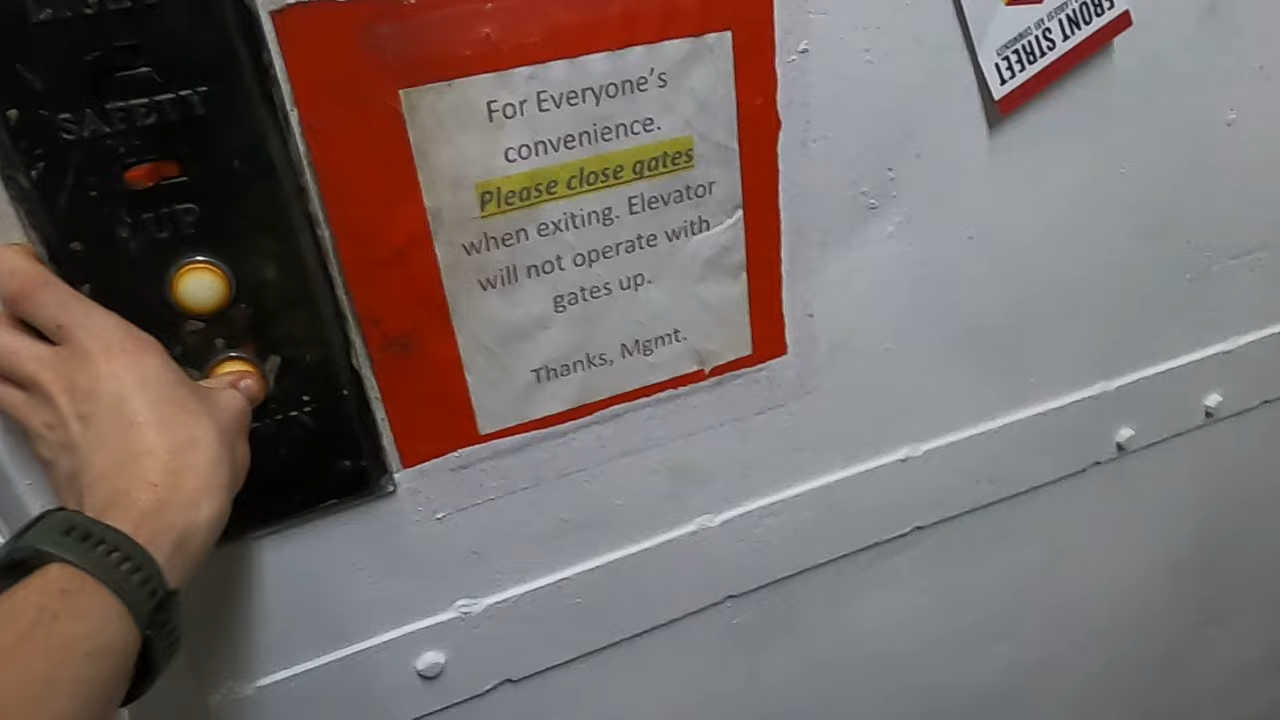 SAFETY
UP
For Everyone's
convenience.
Please close gates
when exiting. Elevator
will not operate with
gates up.
Thanks, Mgmt.
FRONT STREET